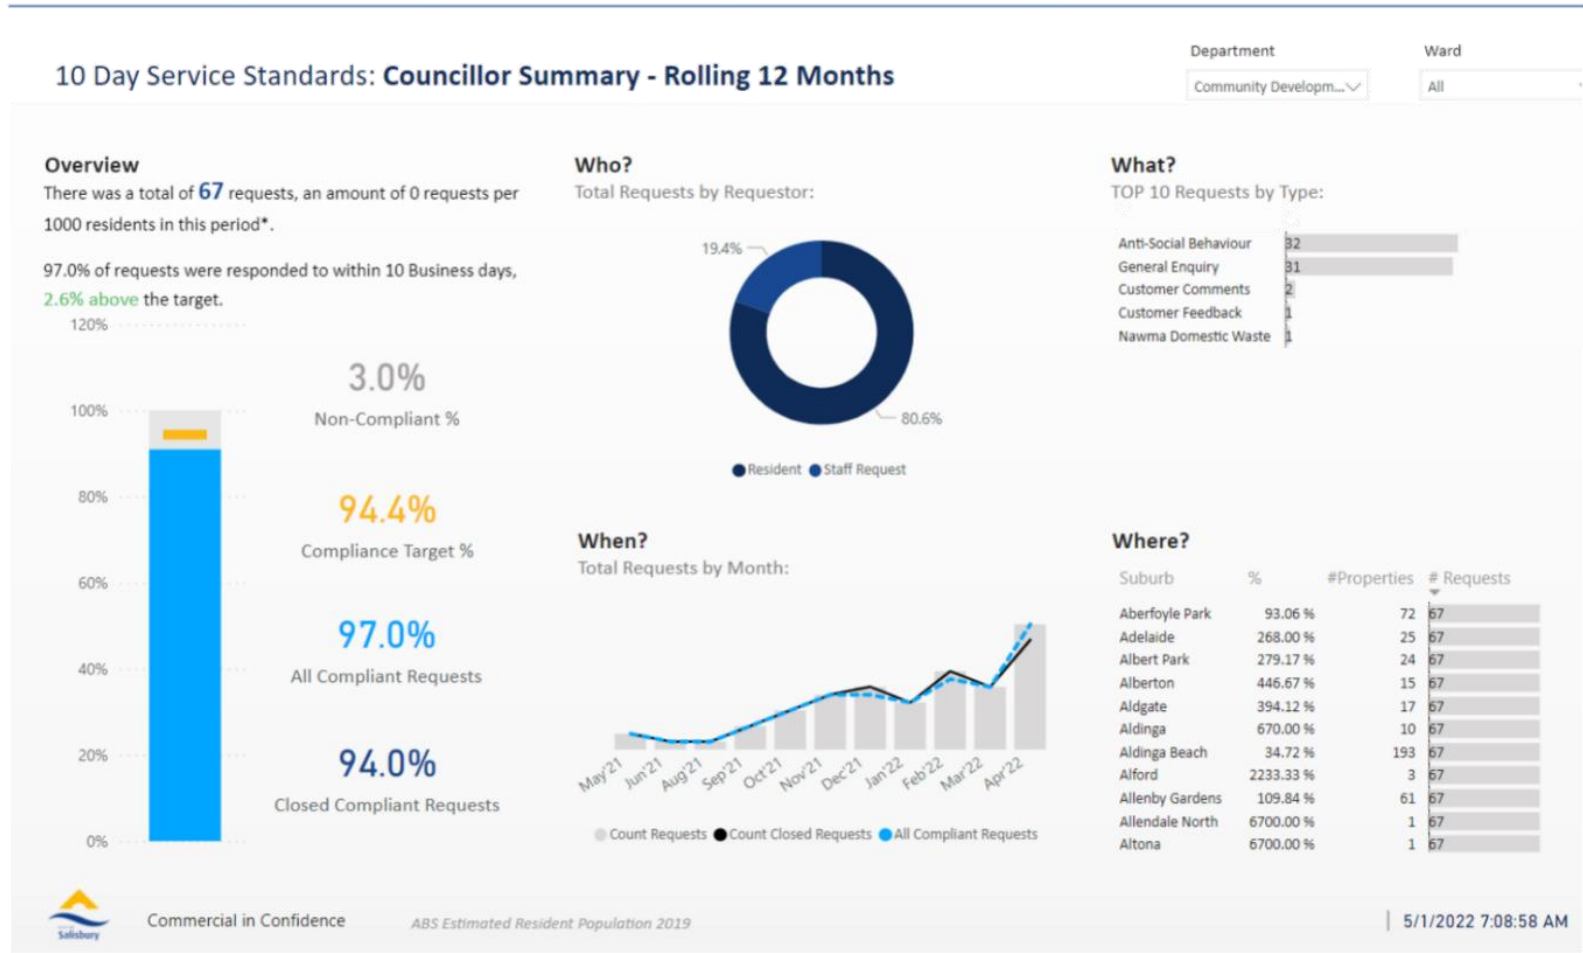 10 Day Service Standards: Councillor Summary - Rolling 12 Months
Department
Community Developm...
Ward
All
Overview
There was a total of 67 requests, an amount of 0 requests per
1000 residents in this period*.
97.0% of requests were responded to within 10 Business days,
2.6% above the target.
120%
100%
80%
60%
40%
20%
0%
3.0%
Non-Compliant %
94.4%
Compliance Target %
97.0%
All Compliant Requests
94.0%
Closed Compliant Requests
Who?
Total Requests by Requestor:
19.4%
80.6%
Resident Staff Request
What?
TOP 10 Requests by Type:
Anti-Social Behaviour 32
General Enquiry 31
Customer Comments 2
Customer Feedback 1
Nawma Domestic Waste 1
When?
Total Requests by Month:
May'21 Jun'21 Aug'21 Sep'21 Oct'21 Nov'21 Dec'21 Jan'22 Feb'22 Mar'22 Apr'22
Count Requests Count Closed Requests All Compliant Requests
Where?
Suburb % #Properties # Requests
Aberfoyle Park 93.06 % 72 67
Adelaide 268.00 % 25 67
Albert Park 279.17 % 24 67
Alberton 446.67 % 15 67
Aldgate 394.12 % 17 67
Aldinga 670.00 % 10 67
Aldinga Beach 34.72 % 193 67
Alford 2233.33 % 3 67
Allenby Gardens 109.84 % 61 67
Allendale North 6700.00 % 1 67
Altona 6700.00 % 1 67
Salisbury
Commercial in Confidence
ABS Estimated Resident Population 2019
5/1/2022 7:08:58 AM